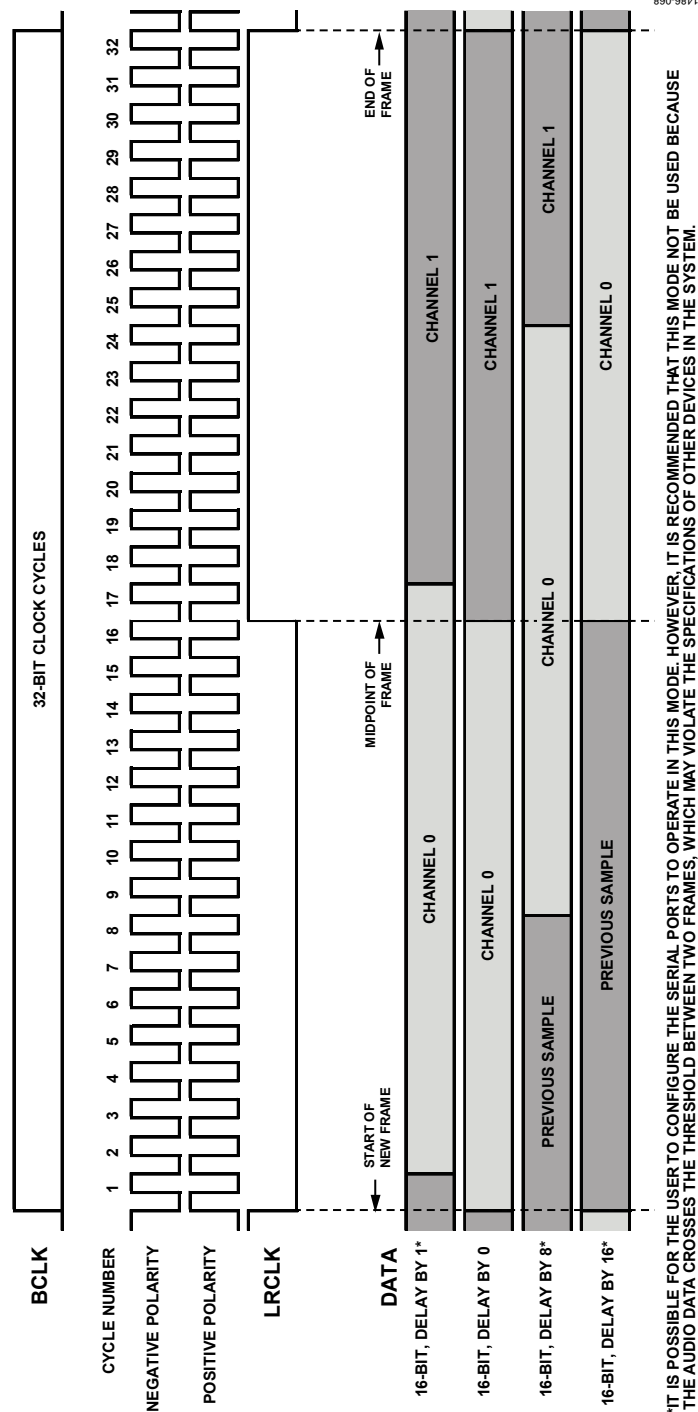 BCLK
32-BIT CLOCK CYCLES
CYCLE NUMBER
1 2 3 4 5 6 7 8 9 10 11 12 13 14 15 16 17 18 19 20 21 22 23 24 25 26 27 28 29 30 31 32
NEGATIVE POLARITY
POSITIVE POLARITY
LRCLK
START OF
NEW FRAME
MIDPOINT OF
FRAME
END OF
FRAME
DATA
16-BIT, DELAY BY 1*
CHANNEL 0
CHANNEL 1
16-BIT, DELAY BY 0
CHANNEL 0
CHANNEL 1
16-BIT, DELAY BY 8*
PREVIOUS SAMPLE
CHANNEL 0
CHANNEL 1
16-BIT, DELAY BY 16*
PREVIOUS SAMPLE
CHANNEL 0
*IT IS POSSIBLE FOR THE USER TO CONFIGURE THE SERIAL PORTS TO OPERATE IN THIS MODE. HOWEVER, IT IS RECOMMENDED THAT THIS MODE NOT BE USED BECAUSE
THE AUDIO DATA CROSSES THE THRESHOLD BETWEEN TWO FRAMES, WHICH MAY VIOLATE THE SPECIFICATIONS OF OTHER DEVICES IN THE SYSTEM.